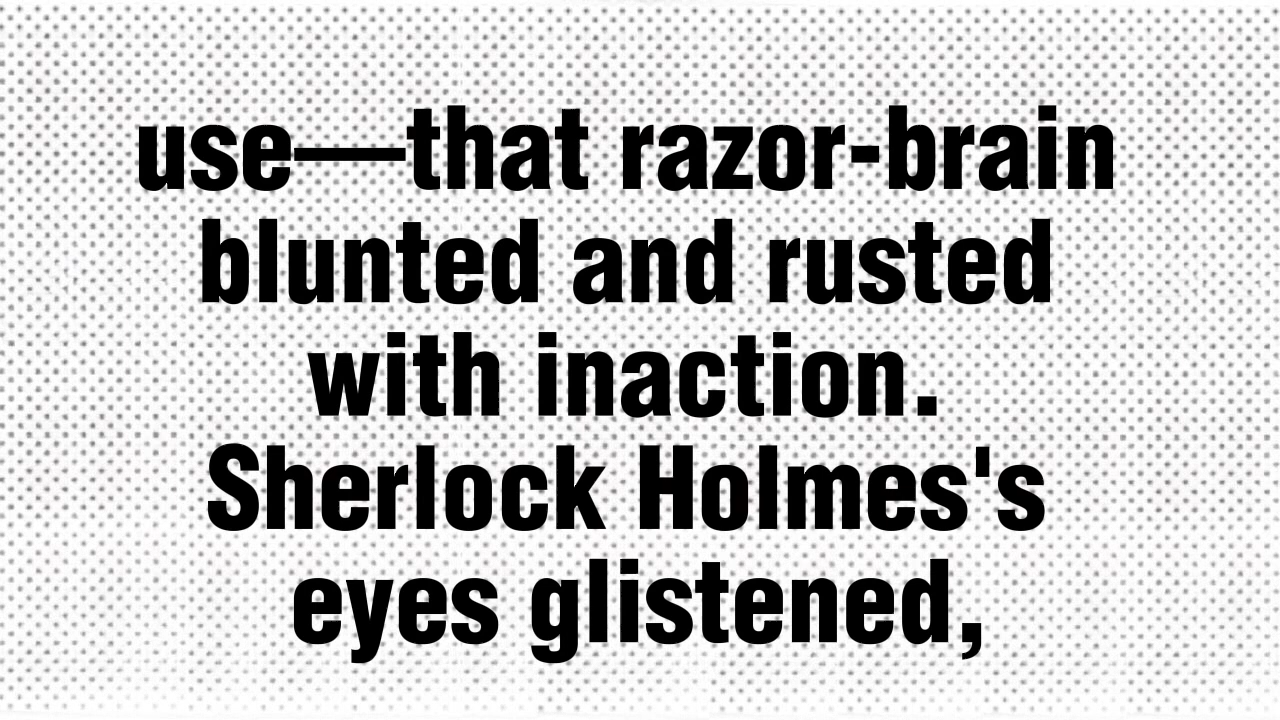 use—that razor-brain
blunted and rusted
with inaction.
Sherlock Holmes's
eyes glistened,